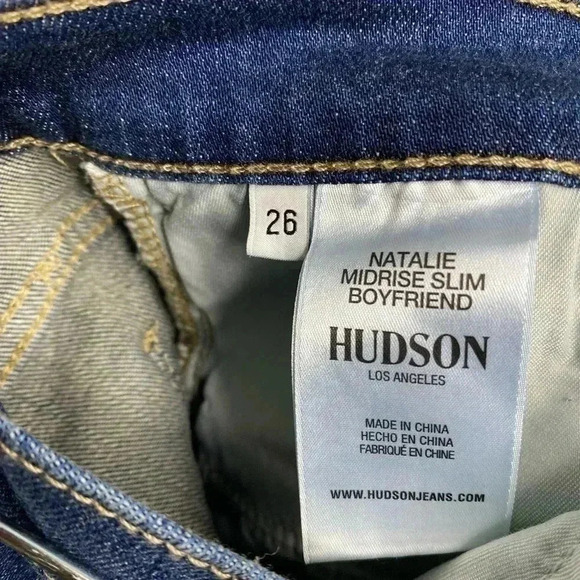 26
NATALIE
MIDRISE SLIM
BOYFRIEND
HUDSON
LOS ANGELES
MADE IN CHINA
HECHO EN CHINA
FABRIQUÉ EN CHINE
WWW.HUDSONJEANS.COM